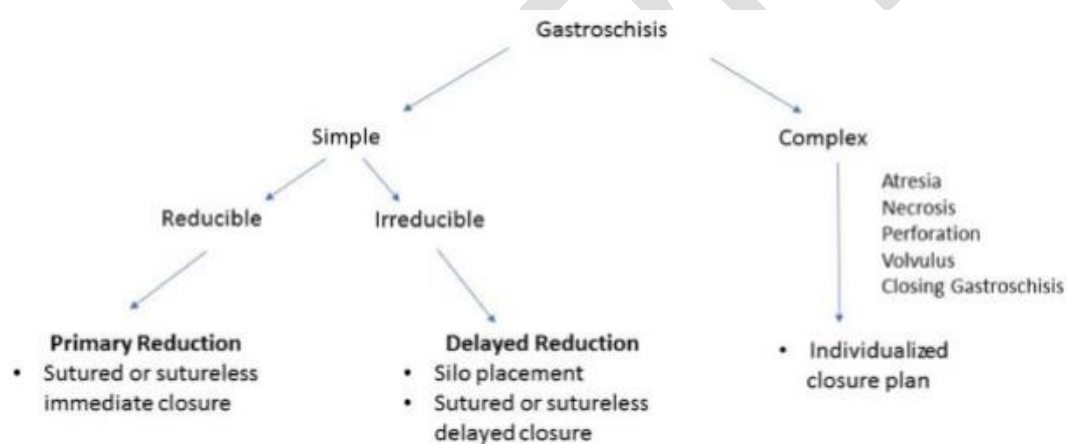 Gastroschisis
Simple
Complex
Atresia
Necrosis
Perforation
Volvulus
Closing Gastroschisis
Reducible
Irreducible
Primary Reduction
• Sutured or sutureless
immediate closure
Delayed Reduction
• Silo placement
• Sutured or sutureless
delayed closure
• Individualized
closure plan